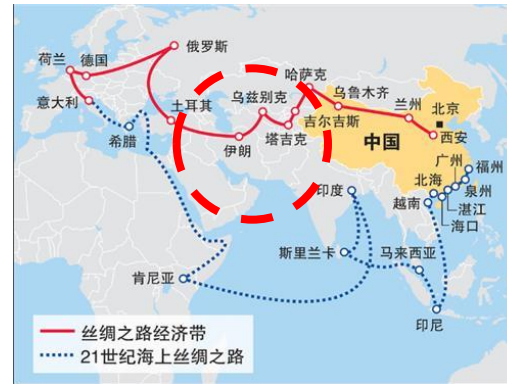 荷兰
德国
俄罗斯
意大利
希腊
土耳其
乌兹别克
哈萨克
乌鲁木齐
吉尔吉斯
塔吉克
伊朗
兰州
北京
西安
中国
广州
福州
北海
泉州
湛江
海口
越南
印度
斯里兰卡
马来西亚
肯尼亚
印尼
丝绸之路经济带
21世纪海上丝绸之路